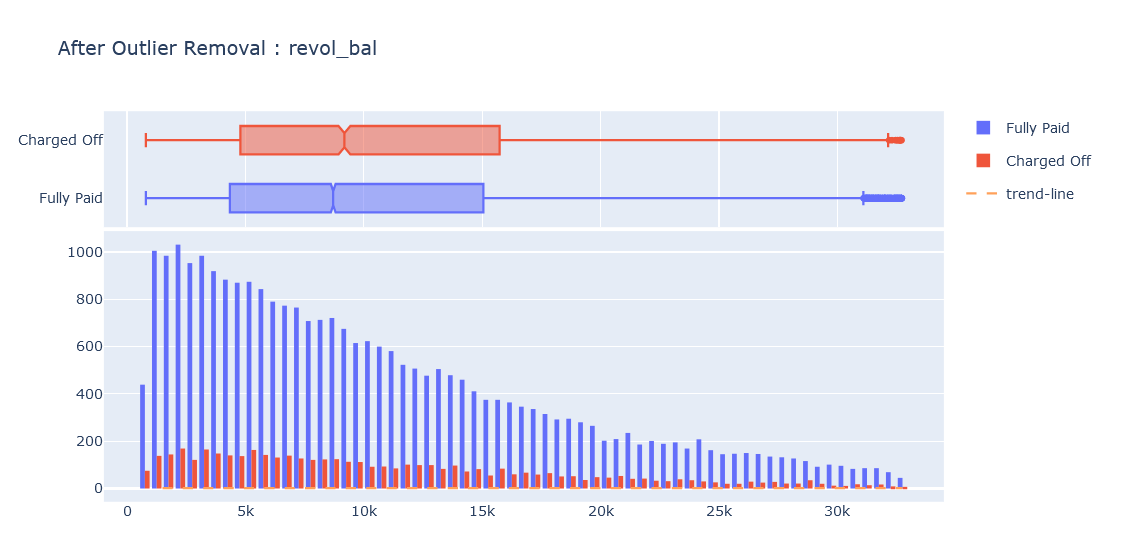 After Outlier Removal : revol_bal
Charged Off
Fully Paid
Fully Paid
Charged Off
trend-line
1000
800
600
400
200
0
0 5k 10k 15k 20k 25k 30k